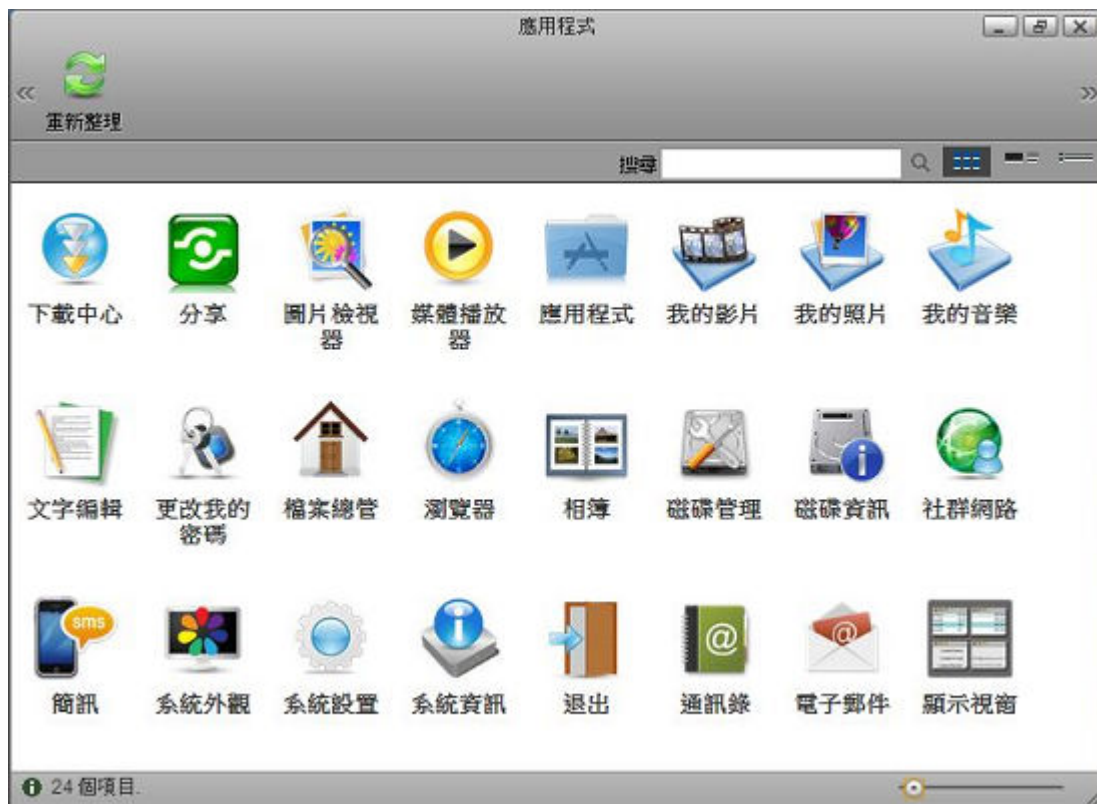 應用程式
重新整理
搜尋
下載中心
分享
圖片檢視
器
媒體播放
器
應用程式
我的影片
我的照片
我的音樂
文字編輯
更改我的
密碼
檔案總管
瀏覽器
相簿
磁碟管理
磁碟資訊
社群網路
sms
簡訊
系統外觀
系統設置
系統資訊
退出
@
通訊錄
@
電子郵件
顯示視窗
24 個項目.